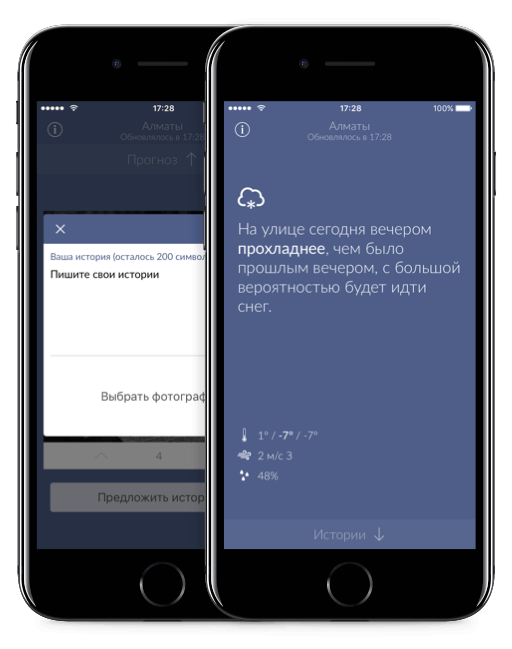 17:28
Алматы
Обновлялось в 17:28
Прогноз ↑
Ваша история (осталось 200 симво
Пишите свои истории
Выбрать фотограф
4
Предложить истор
17:28
100%
Алматы
Обновлялось в 17:28
На улице сегодня вечером
прохладнее, чем было
прошлым вечером, с большой
вероятностью будет идти
снег.
1° / -7° / -7°
2 м/с З
48%
Истории ↓